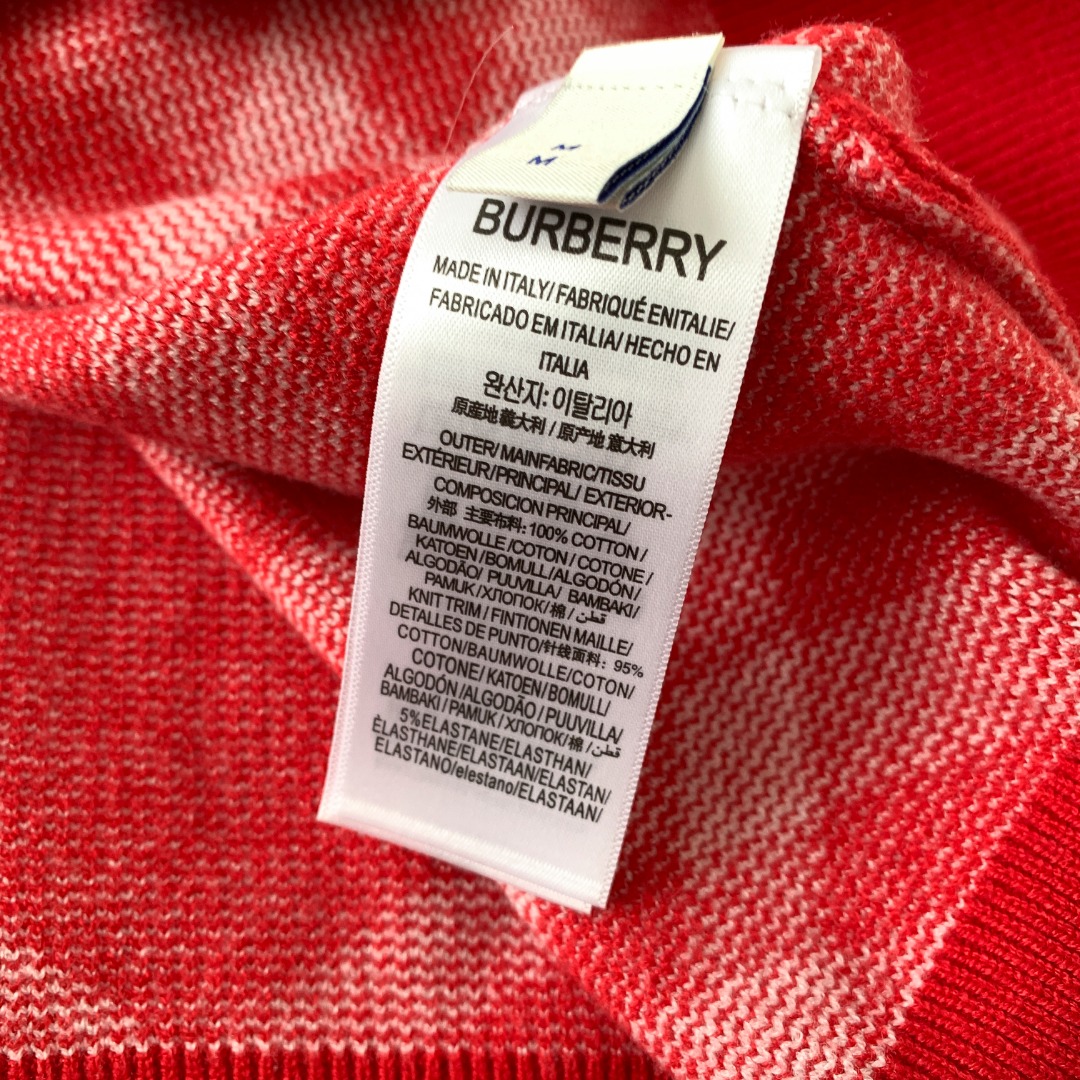 M
M
BURBERRY
MADE IN ITALY/ FABRIQUÉ ENITALIE/
FABRICADO EM ITALIA/ HECHO EN
ITALIA
완산지: 이탈리아
原産地 義大利 / 原产地 意大利
OUTER/ MAINFABRIC/TISSU
EXTÉRIEUR/PRINCIPAL/ EXTERIOR-
COMPOSICION PRINCIPAL/
外部 主要布料: 100% COTTON /
BAUMWOLLE /COTON / COTONE /
KATOEN /BOMULL/ALGODÓN /
ALGODÃO/ PUUVILLA/ BAMBAKI/
PAMUK / ХЛОПОК/ 棉 / قطن
KNIT TRIM / FINTIONEN MAILLE/
DETALLES DE PUNTO/针线面料: 95%
COTTON/BAUMWOLLE/COTON/
COTONE/ KATOEN/ BOMULL/
ALGODÓN /ALGODÃO / PUUVILLA/
BAMBAKI / PAMUK / ХЛОПОК/棉 / قطن
5%ELASTANE/ELASTHAN/
ÈLASTHANE/ELASTAAN/ELASTAN/
ELASTANO/elestano/ELASTAAN/